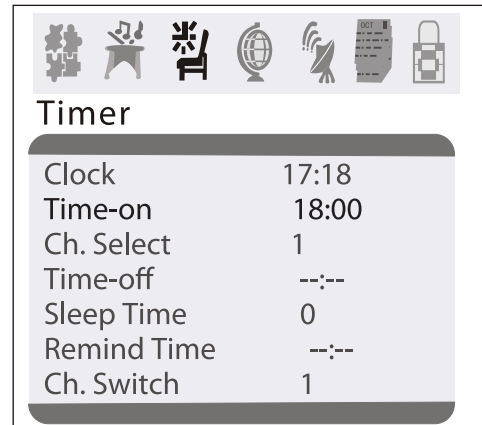 OCT
Timer
Clock 17:18
Time-on 18:00
Ch. Select 1
Time-off --:--
Sleep Time 0
Remind Time --:--
Ch. Switch 1